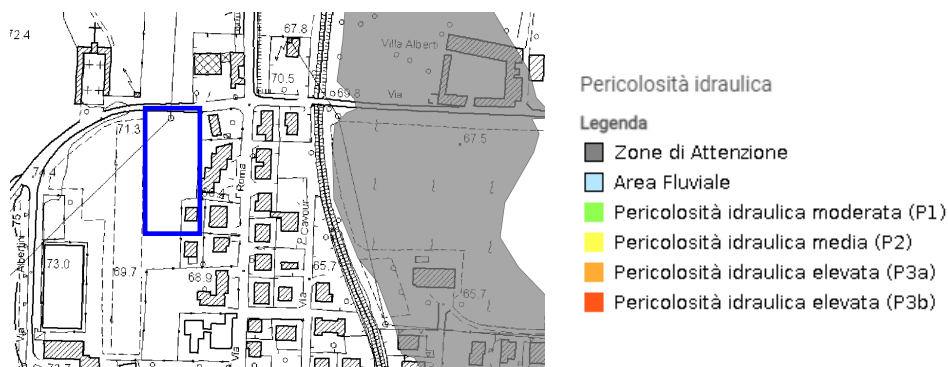 72.4
67.8
Villa Alberti
70.5
69.8
Via
71.3
67.5
74.4
Roma
75
Via
Albertini
73.0
69.7
68.9
P. Cavour
Via
65.7
65.7
Via
Pericolosità idraulica
Legenda
Zone di Attenzione
Area Fluviale
Pericolosità idraulica moderata (P1)
Pericolosità idraulica media (P2)
Pericolosità idraulica elevata (P3a)
Pericolosità idraulica elevata (P3b)